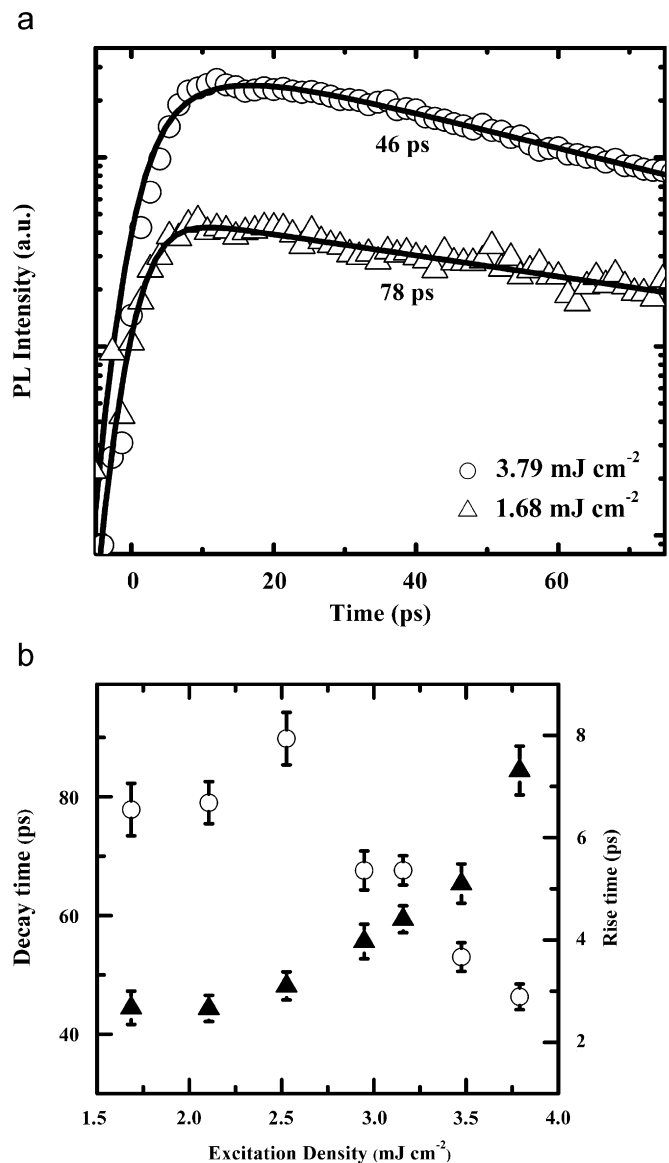 a
PL Intensity (a.u.)
46 ps
78 ps
3.79 mJ cm⁻²
1.68 mJ cm⁻²
0 20 40 60
Time (ps)
b
Decay time (ps)
80
60
40
8
6
4
2
Rise time (ps)
1.5 2.0 2.5 3.0 3.5 4.0
Excitation Density (mJ cm⁻²)